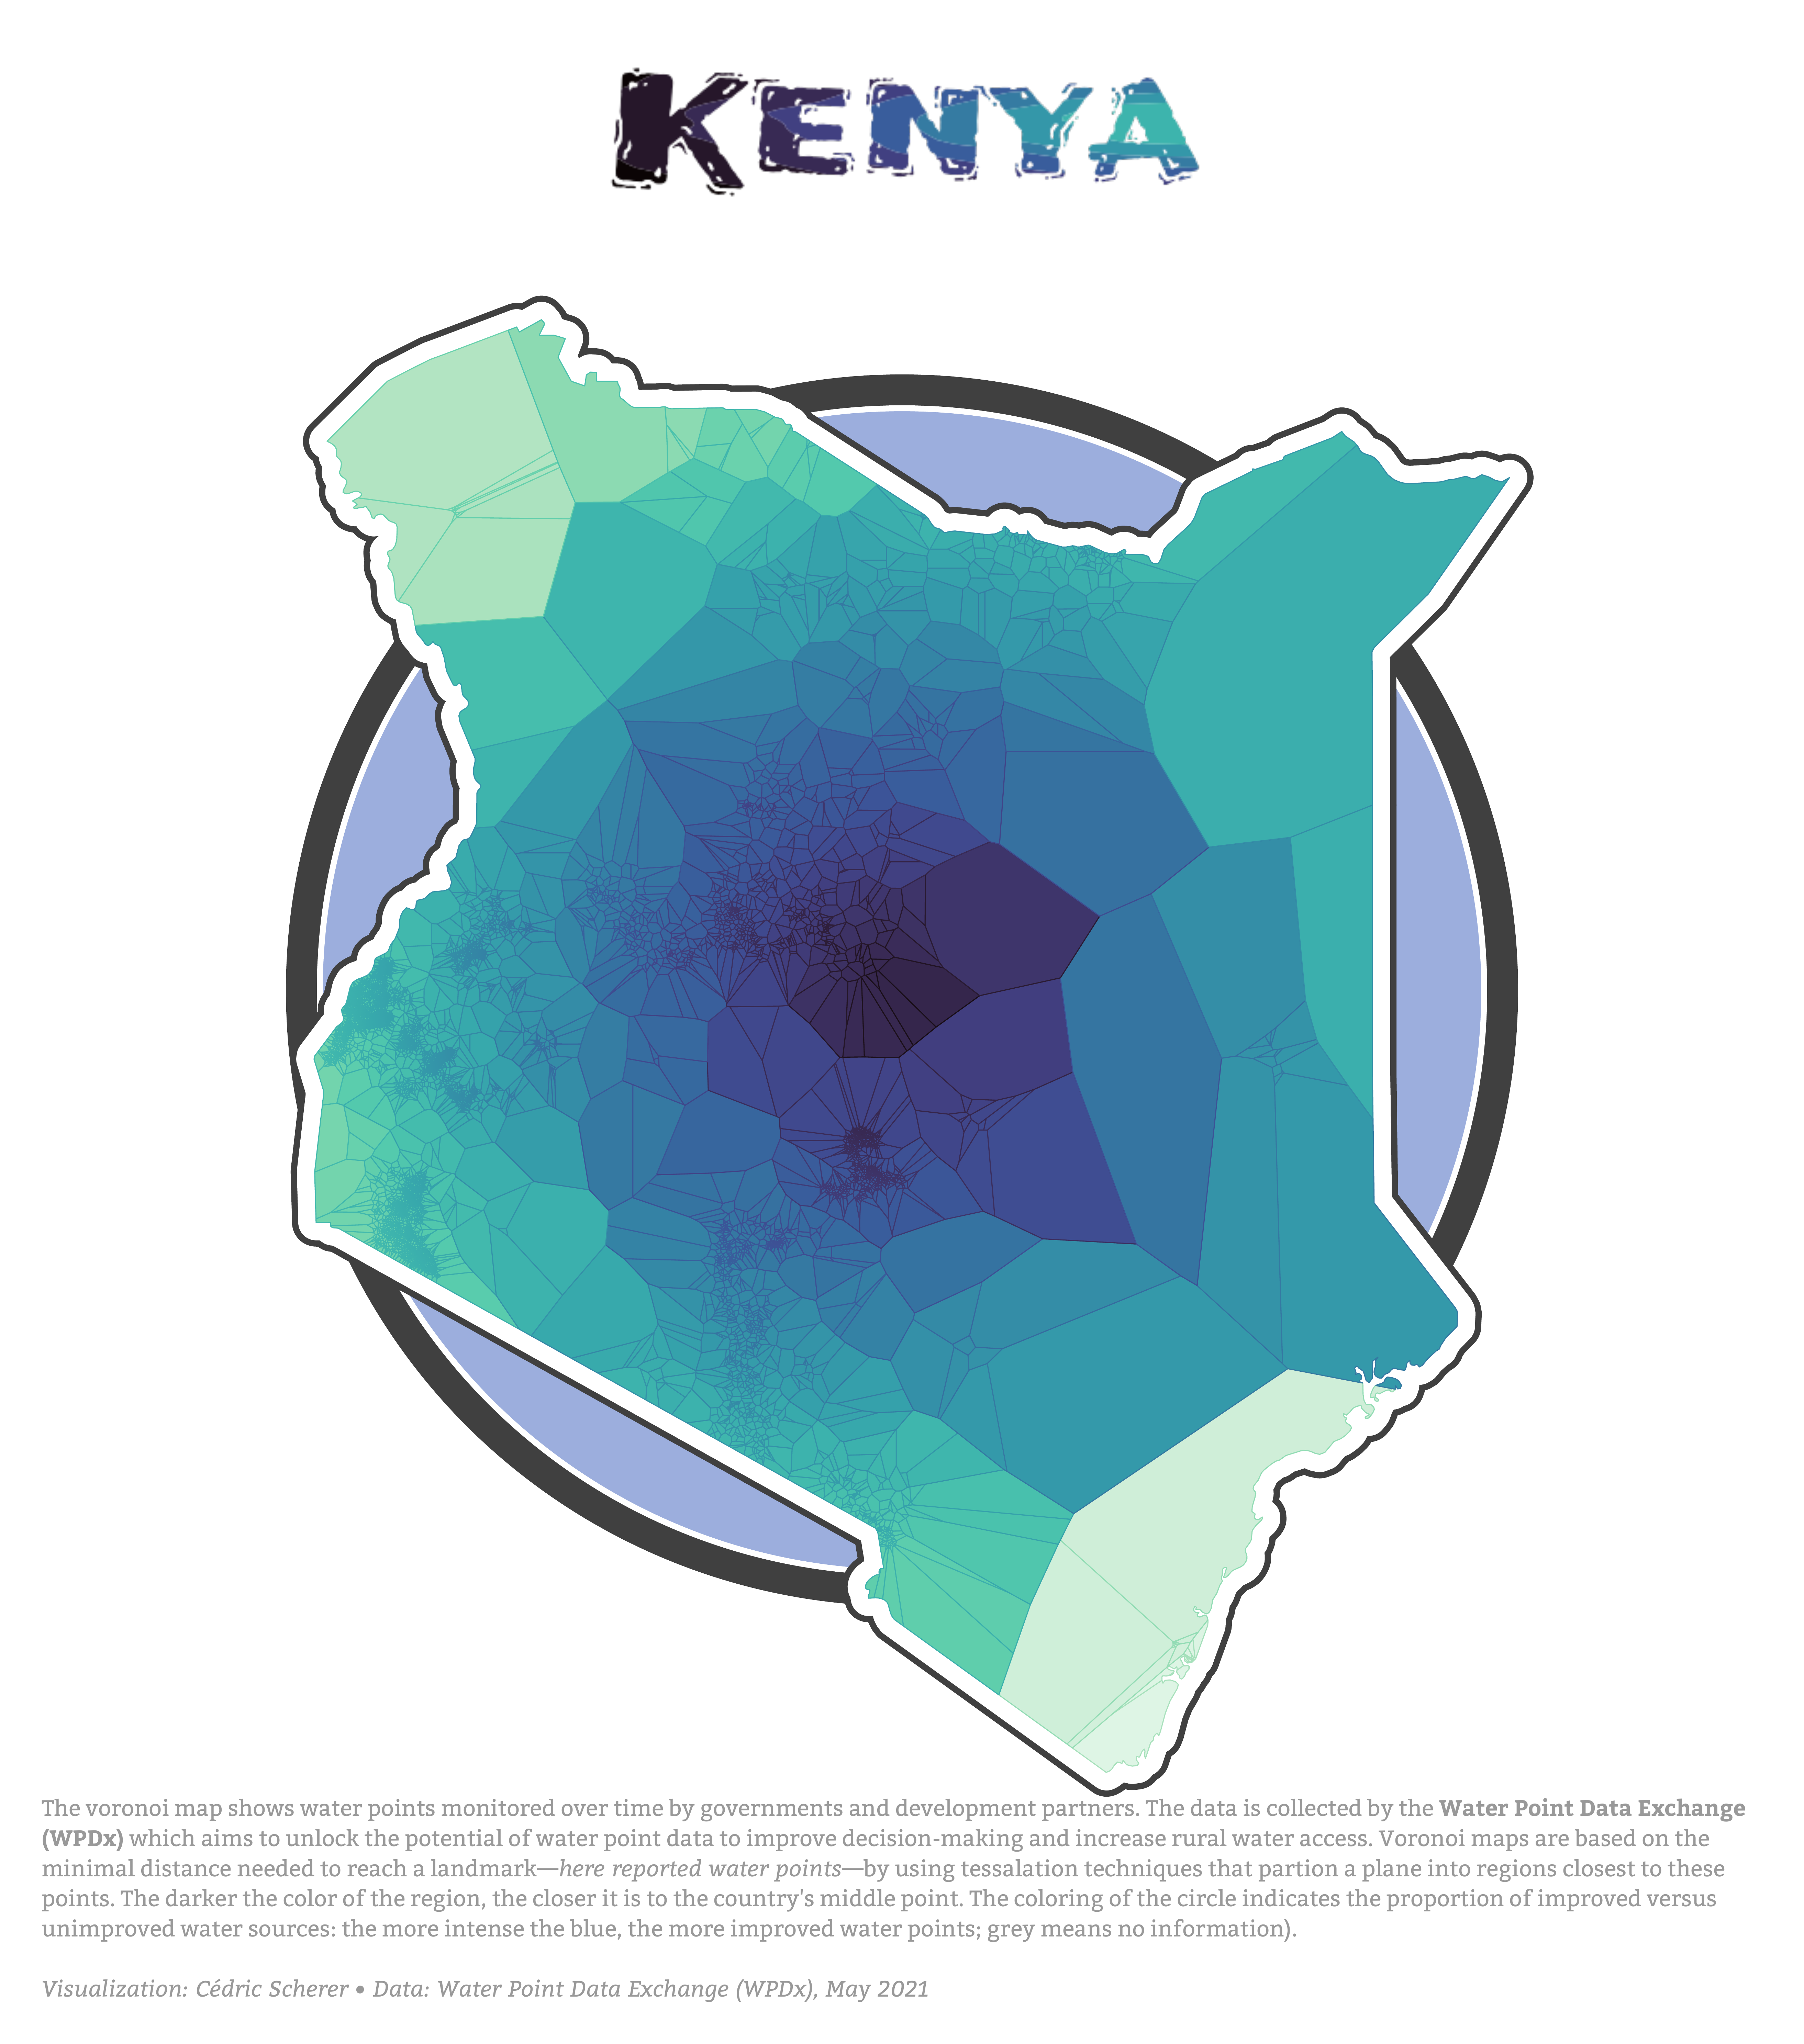 KENYA
The voronoi map shows water points monitored over time by governments and development partners. The data is collected by the Water Point Data Exchange
(WPDx) which aims to unlock the potential of water point data to improve decision-making and increase rural water access. Voronoi maps are based on the
minimal distance needed to reach a landmark—here reported water points—by using tessalation techniques that partion a plane into regions closest to these
points. The darker the color of the region, the closer it is to the country's middle point. The coloring of the circle indicates the proportion of improved versus
unimproved water sources: the more intense the blue, the more improved water points; grey means no information).
Visualization: Cédric Scherer • Data: Water Point Data Exchange (WPDx), May 2021